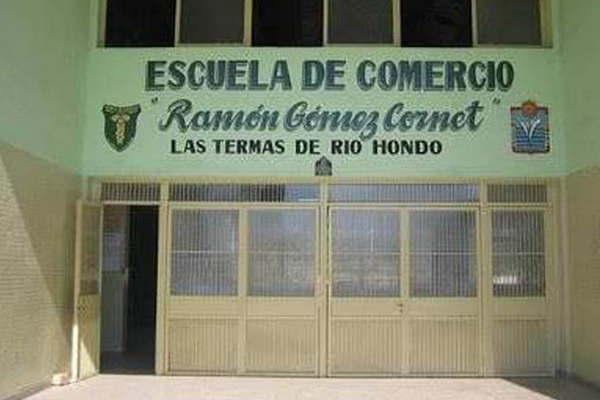 ESCUELA DE COMERCIO
"Ramón Gómez Cornet"
LAS TERMAS DE RIO HONDO